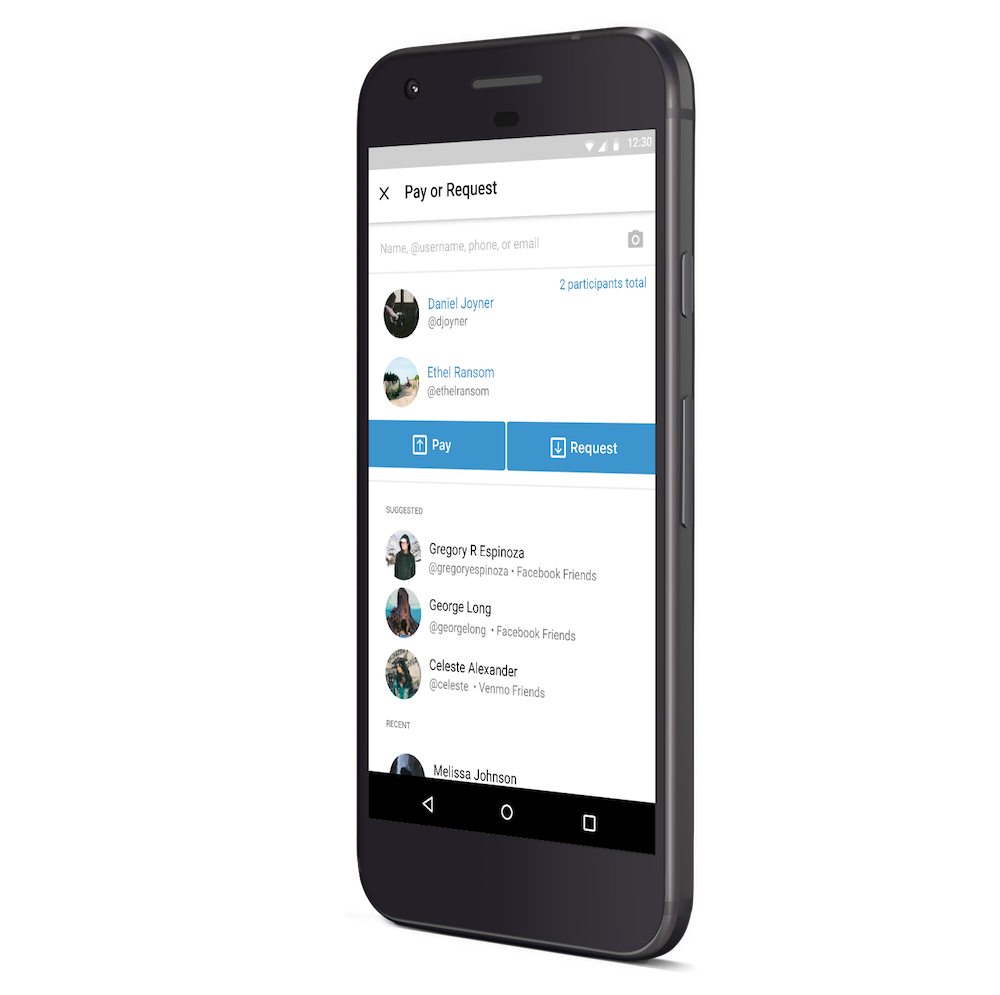 12:30
Pay or Request
Name, @username, phone, or email
2 participants total
Daniel Joyner
@djoyner
Ethel Ransom
@ethelransom
Pay
Request
SUGGESTED
Gregory R Espinoza
@gregoryespinoza • Facebook Friends
George Long
@georgelong • Facebook Friends
Celeste Alexander
@celeste • Venmo Friends
RECENT
Melissa Johnson